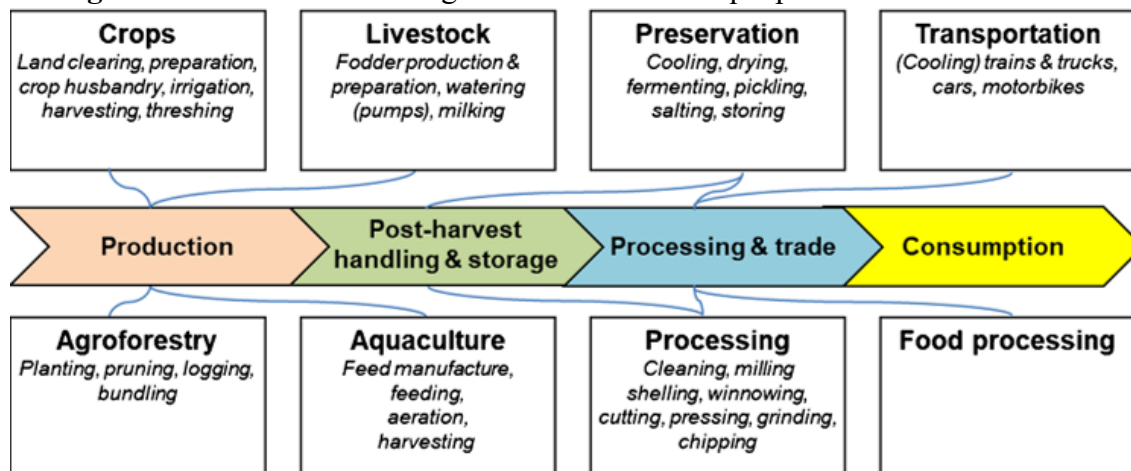 Crops
Land clearing, preparation,
crop husbandry, irrigation,
harvesting, threshing
Livestock
Fodder production &
preparation, watering
(pumps), milking
Preservation
Cooling, drying,
fermenting, pickling,
salting, storing
Transportation
(Cooling) trains & trucks,
cars, motorbikes
Production
Post-harvest
handling & storage
Processing & trade
Consumption
Agroforestry
Planting, pruning, logging,
bundling
Aquaculture
Feed manufacture,
feeding,
aeration,
harvesting
Processing
Cleaning, milling
shelling, winnowing,
cutting, pressing, grinding,
chipping
Food processing